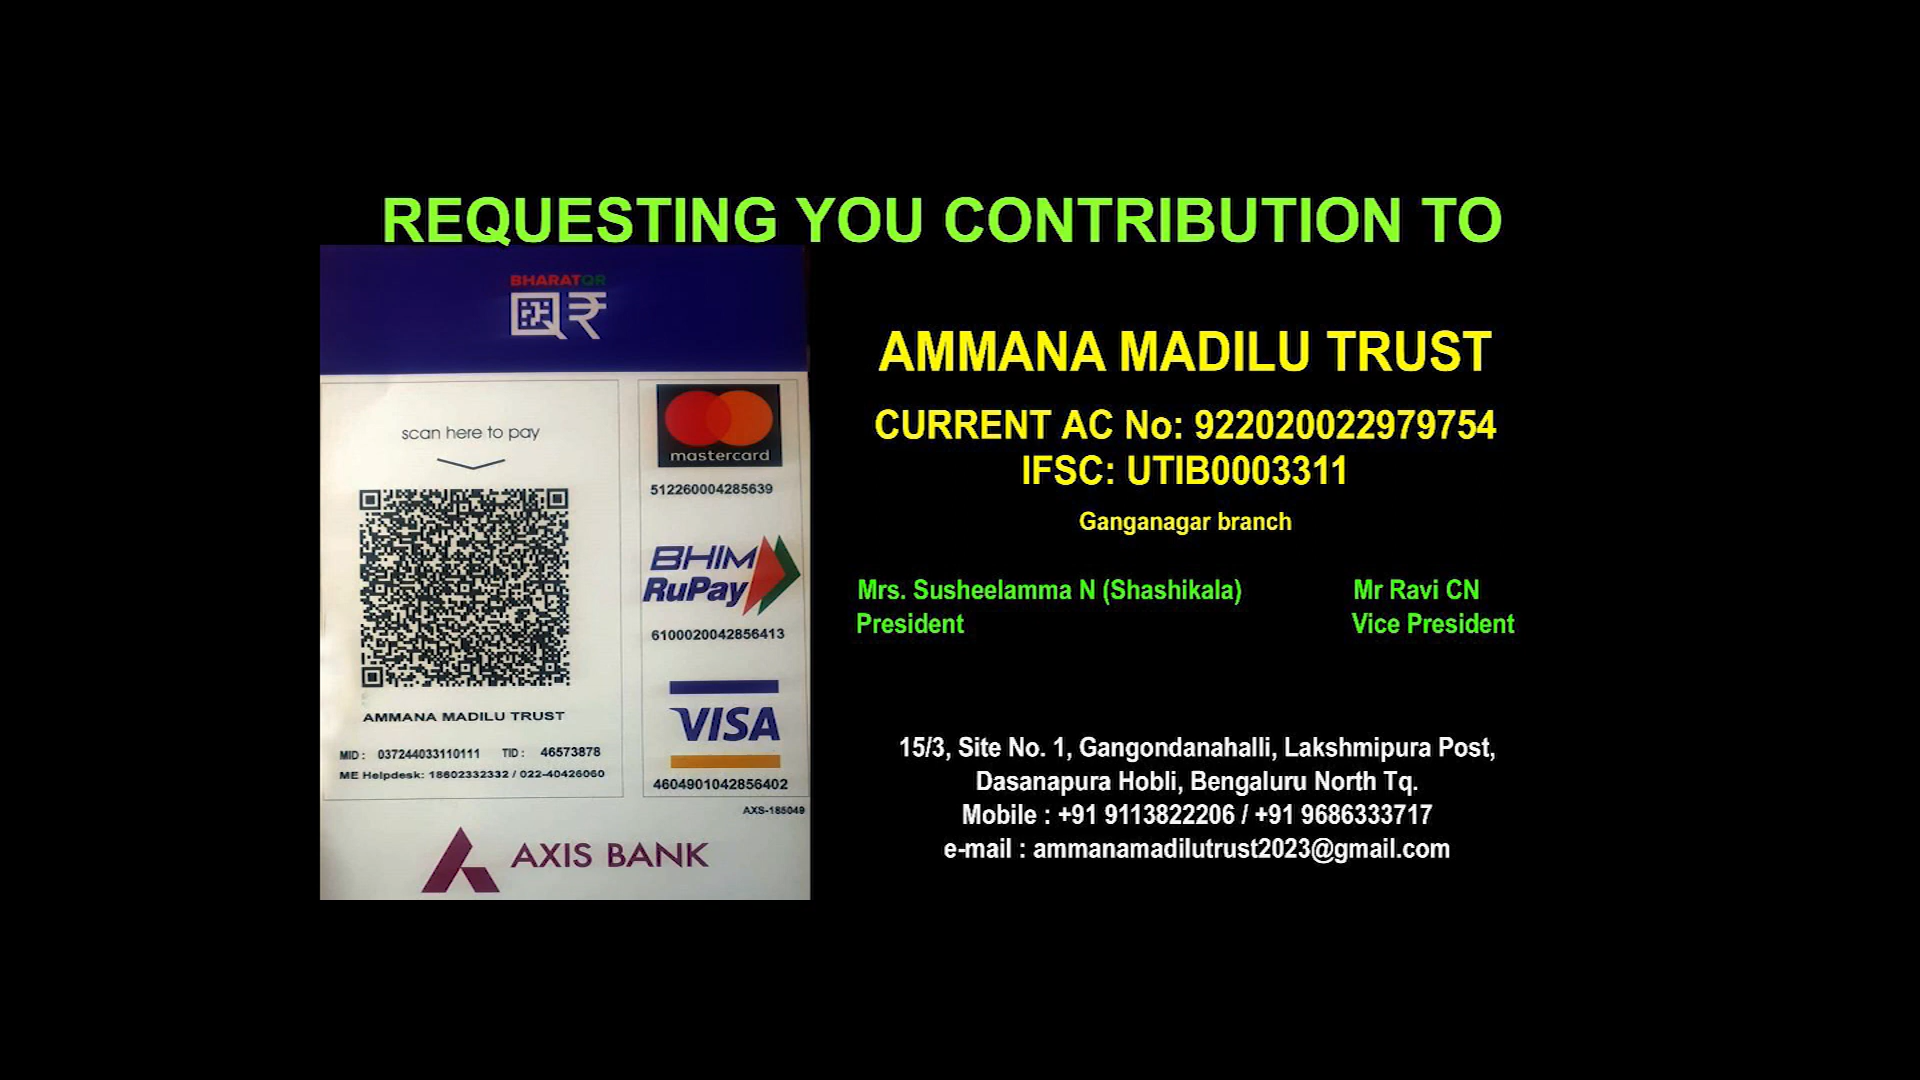 REQUESTING YOU CONTRIBUTION TO
BHARATQR
scan here to pay
AMMANA MADILU TRUST
MID : 037244033110111 TID : 46573878
ME Helpdesk: 18602332332 / 022-40426060
mastercard
512260004285639
BHIM
RuPay
6100020042856413
VISA
4604901042856402
AXS-185049
AXIS BANK
AMMANA MADILU TRUST
CURRENT AC No: 922020022979754
IFSC: UTIB0003311
Ganganagar branch
Mrs. Susheelamma N (Shashikala) Mr Ravi CN
President Vice President
15/3, Site No. 1, Gangondanahalli, Lakshmipura Post,
Dasanapura Hobli, Bengaluru North Tq.
Mobile : +91 9113822206 / +91 9686333717
e-mail : ammanamadilutrust2023@gmail.com